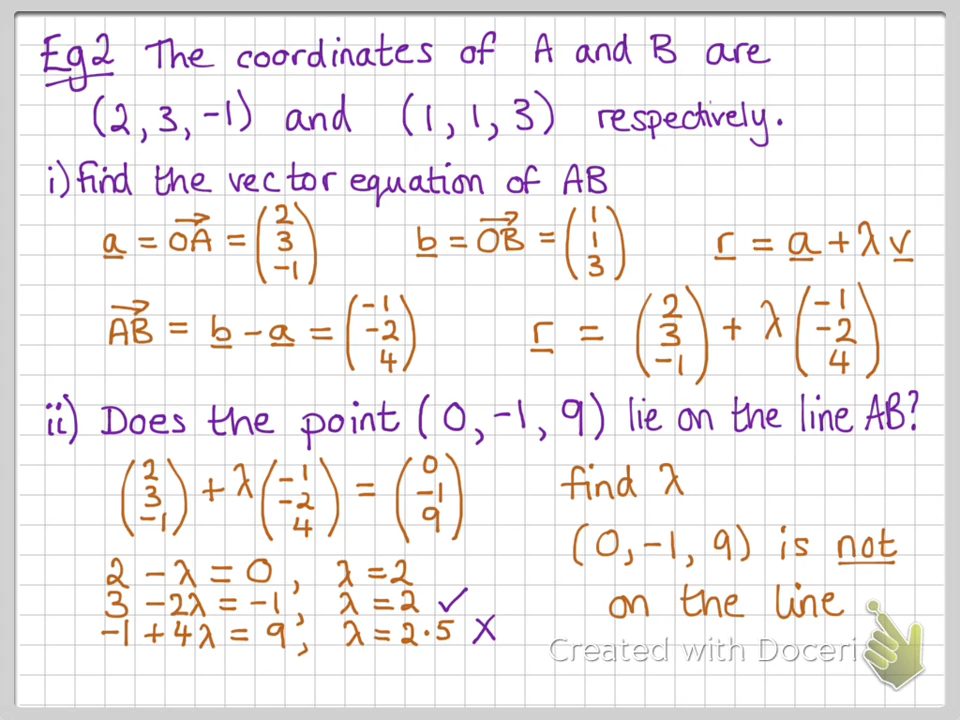 Eg2 The coordinates of A and B are
(2, 3, -1) and (1, 1, 3) respectively.
i) find the vector equation of AB
a = OA = (2 3 -1) b = OB = (1 1 3) r = a + λ v
AB = b - a = (-1 -2 4) r = (2 3 -1) + λ (-1 -2 4)
ii) Does the point (0, -1, 9) lie on the line AB?
(2 3 -1) + λ (-1 -2 4) = (0 -1 9) find λ
(0, -1, 9) is not
on the line
2 - λ = 0, λ = 2
3 - 2λ = -1, λ = 2 ✓
-1 + 4λ = 9, λ = 2·5 X
Created with Doceri